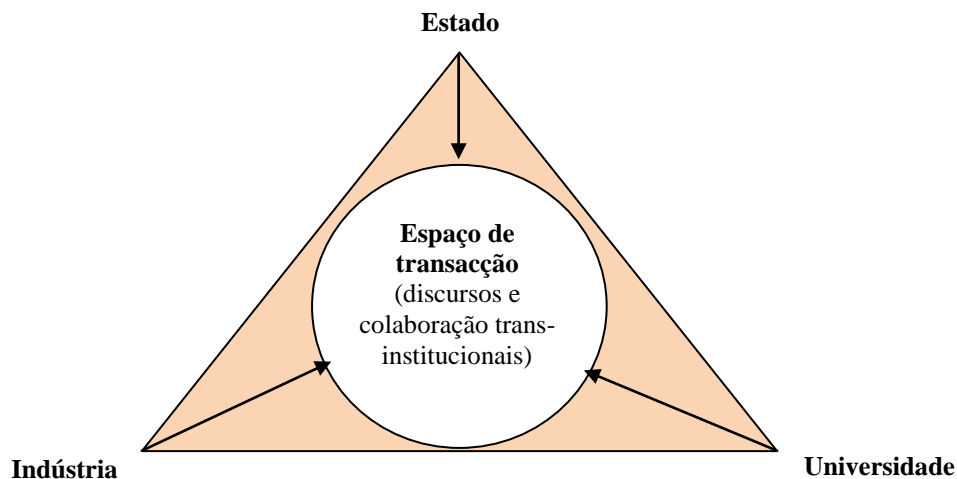 Estado
Espaço de
transacção
(discursos e
colaboração trans-
institucionais)
Indústria
Universidade